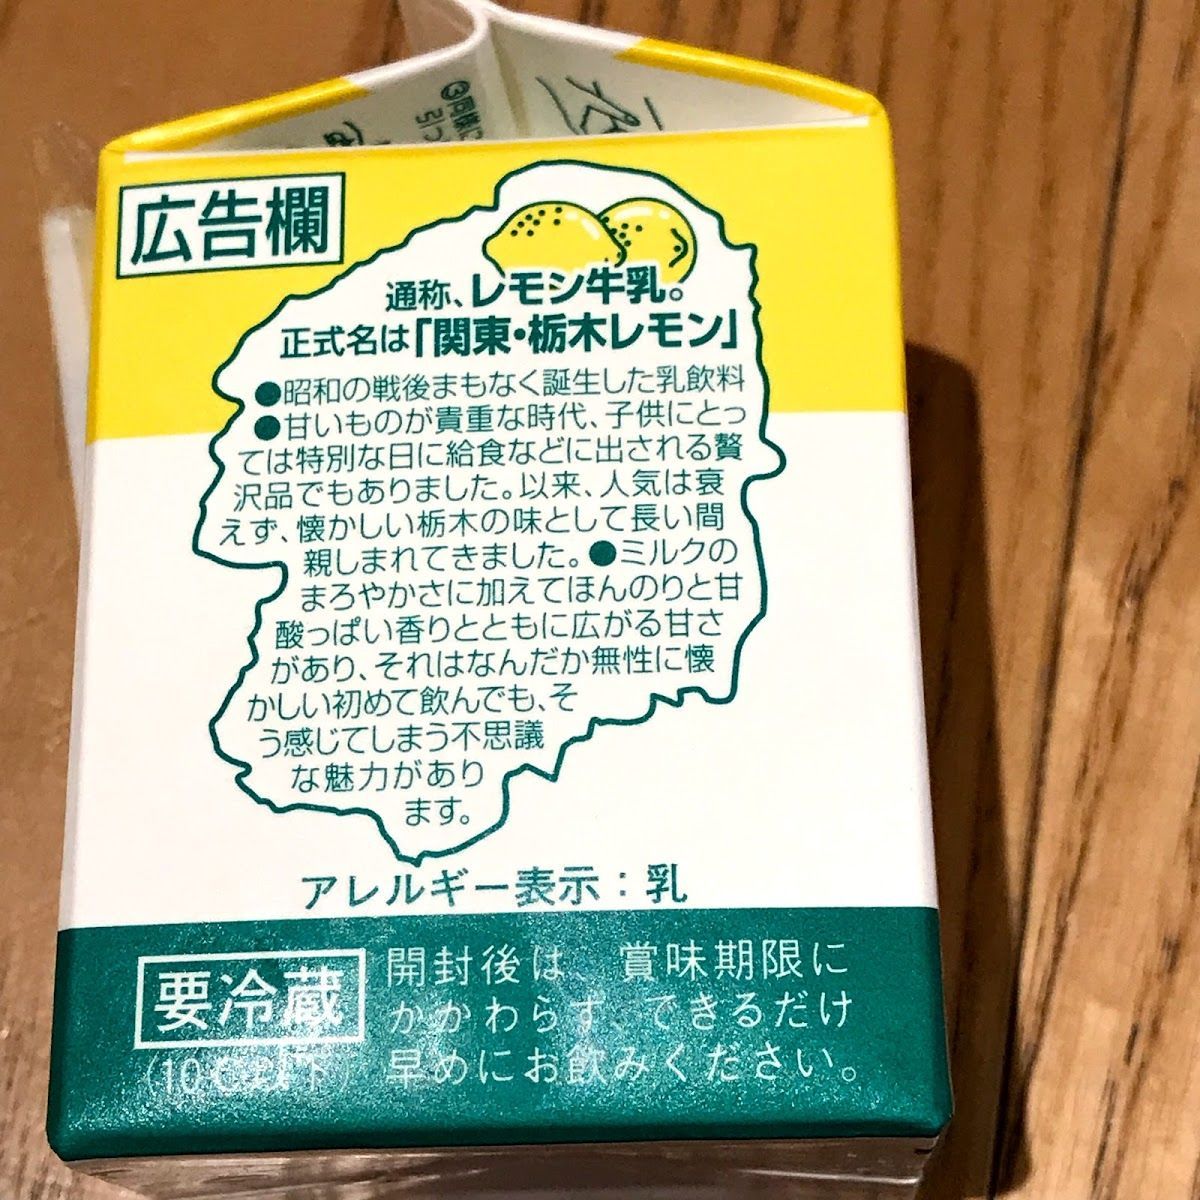 ③同様に
引っ
広告欄
通称、レモン牛乳。
正式名は「関東・栃木レモン」
●昭和の戦後まもなく誕生した乳飲料
●甘いものが貴重な時代、子供にとっ
ては特別な日に給食などに出される贅
沢品でもありました。以来、人気は衰
えず、懐かしい栃木の味として長い間
親しまれてきました。●ミルクの
まろやかさに加えてほんのりと甘
酸っぱい香りとともに広がる甘さ
があり、それはなんだか無性に懐
かしい初めて飲んでも、そ
う感じてしまう不思議
な魅力があり
ます。
アレルギー表示：乳
要冷蔵
(10℃以下)
開封後は、賞味期限に
かかわらず、できるだけ
早めにお飲みください。